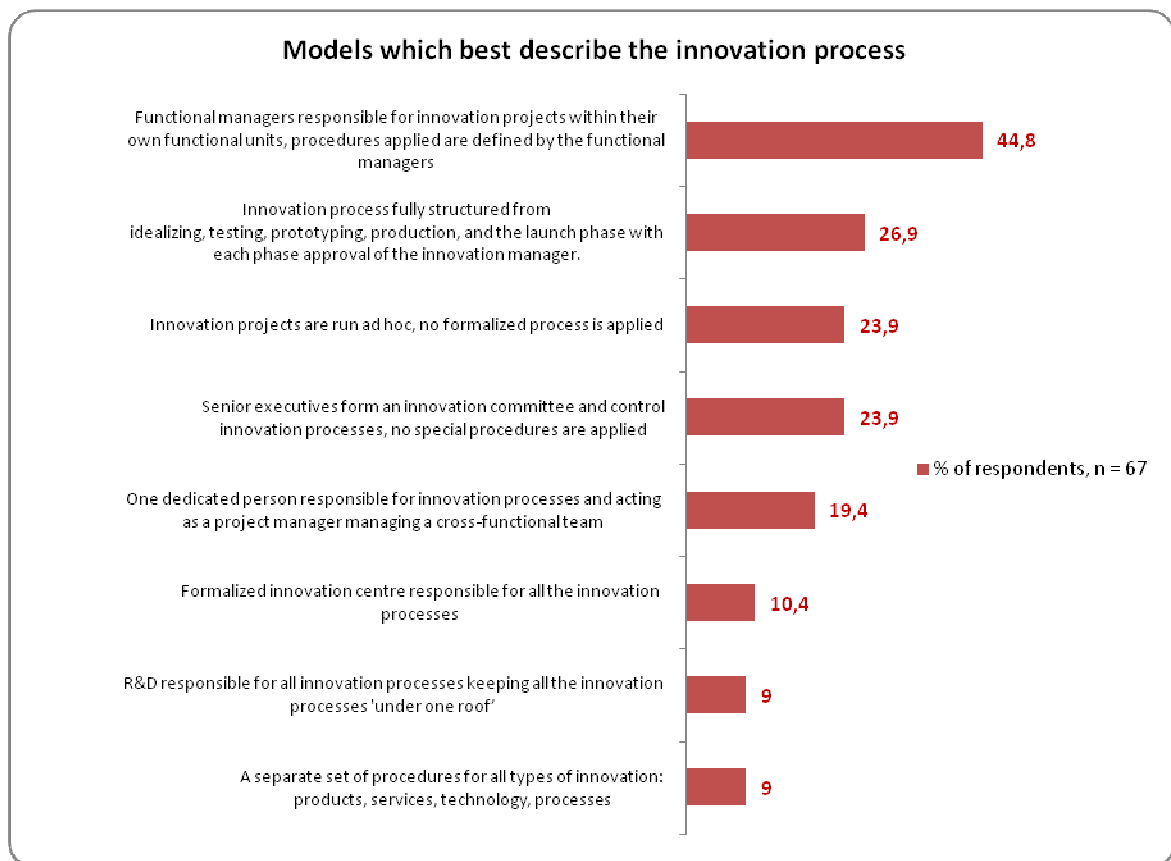 Models which best describe the innovation process
Functional managers responsible for innovation projects within their
own functional units, procedures applied are defined by the functional
managers
44,8
Innovation process fully structured from
idealizing, testing, prototyping, production, and the launch phase with
each phase approval of the innovation manager.
26,9
Innovation projects are run ad hoc, no formalized process is applied
23,9
Senior executives form an innovation committee and control
innovation processes, no special procedures are applied
23,9
% of respondents, n = 67
One dedicated person responsible for innovation processes and acting
as a project manager managing a cross-functional team
19,4
Formalized innovation centre responsible for all the innovation
processes
10,4
R&D responsible for all innovation processes keeping all the innovation
processes 'under one roof'
9
A separate set of procedures for all types of innovation:
products, services, technology, processes
9